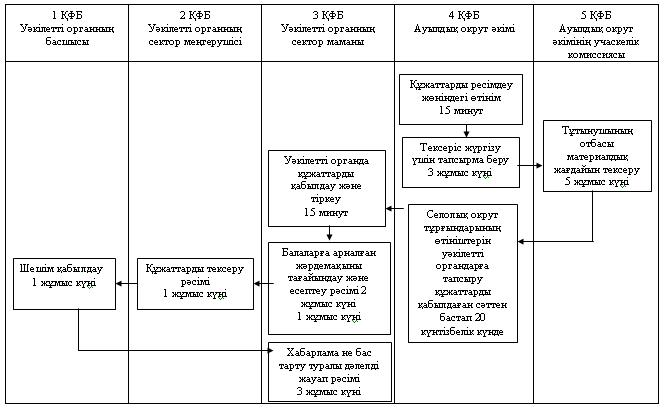 1 ҚФБ
Уәкілетті органның
басшысы
2 ҚФБ
Уәкілетті органның
сектор меңгерушісі
3 ҚФБ
Уәкілетті органның
сектор маманы
4 ҚФБ
Ауылдық округ әкімі
5 ҚФБ
Ауылдық округ
әкімінің учаскелік
комиссиясы
Құжаттарды ресімдеу
жөніндегі өтінім
15 минут
Тексеріс жүргізу
үшін тапсырма беру
3 жұмыс күні
Тұтынушының
отбасы
материалдық
жағдайын тексеру
5 жұмыс күні
Уәкілетті органда
құжаттарды
қабылдау және
тіркеу
15 минут
Селолық округ
тұрғындарының
өтініштерін
уәкілетті
органдарға
тапсыру
құжаттарды
қабылдаған сәттен
бастап 20
күнтізбелік күнде
Балаларға арналған
жәрдемақыны
тағайындау және
есептеу рәсімі 2
жұмыс күні
1 жұмыс күні
Құжаттарды тексеру
рәсімі
1 жұмыс күні
Шешім қабылдау
1 жұмыс күні
Хабарлама не бас
тарту туралы дәлелді
жауап рәсімі
3 жұмыс күні